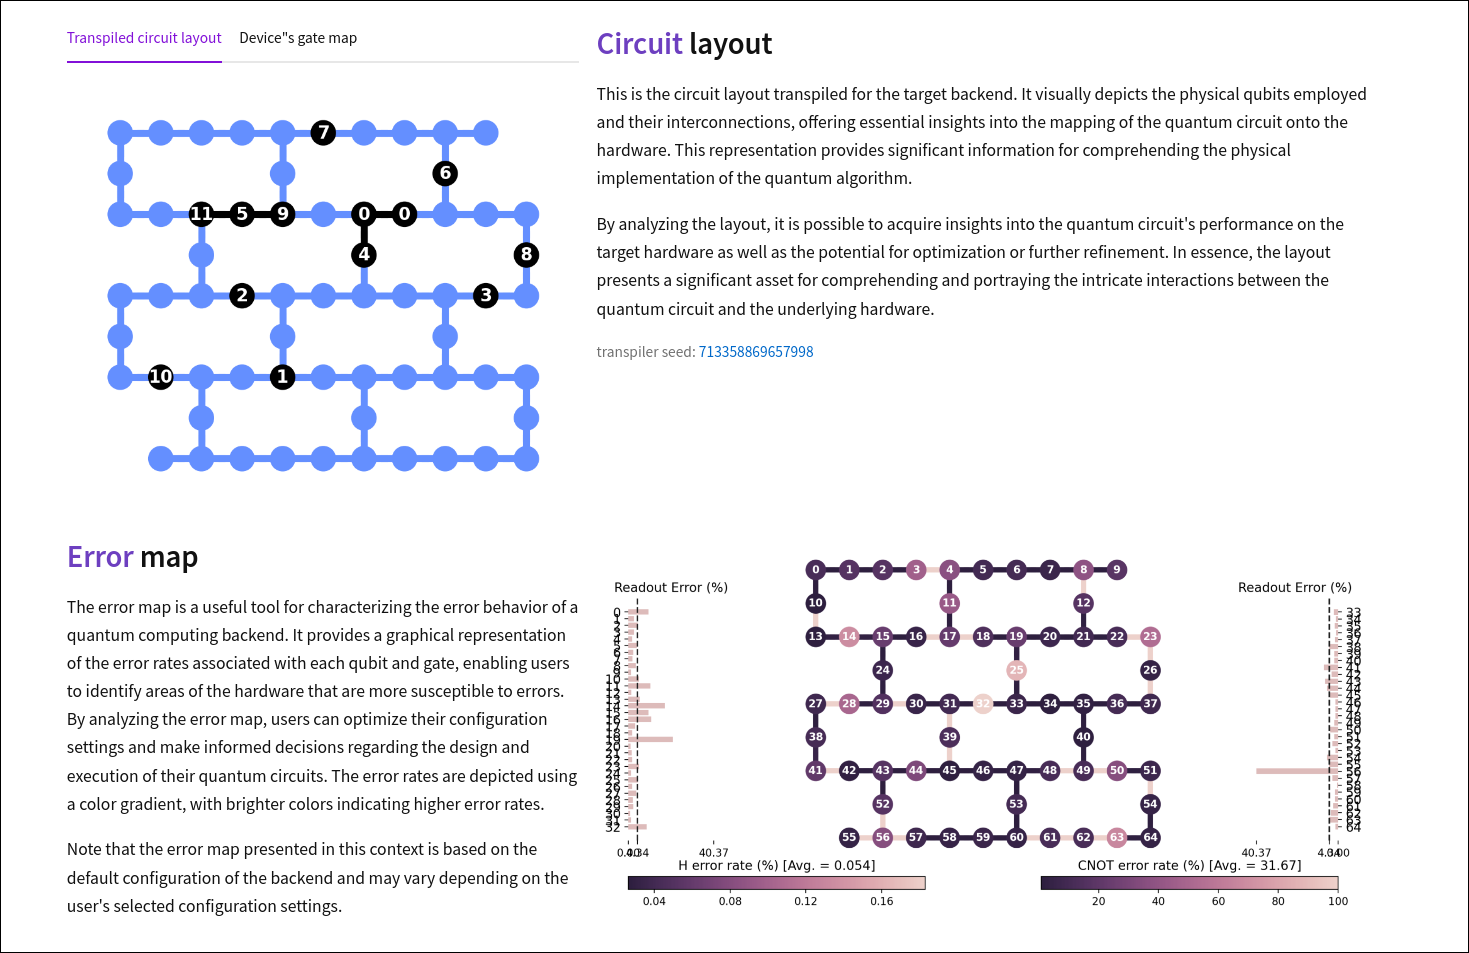 Transpiled circuit layout Device"s gate map
7
6
11 5 9 0 0
4 8
2 3
10 1
Circuit layout
This is the circuit layout transpiled for the target backend. It visually depicts the physical qubits employed
and their interconnections, offering essential insights into the mapping of the quantum circuit onto the
hardware. This representation provides significant information for comprehending the physical
implementation of the quantum algorithm.
By analyzing the layout, it is possible to acquire insights into the quantum circuit's performance on the
target hardware as well as the potential for optimization or further refinement. In essence, the layout
presents a significant asset for comprehending and portraying the intricate interactions between the
quantum circuit and the underlying hardware.
transpiler seed: 713358869657998
Error map
The error map is a useful tool for characterizing the error behavior of a
quantum computing backend. It provides a graphical representation
of the error rates associated with each qubit and gate, enabling users
to identify areas of the hardware that are more susceptible to errors.
By analyzing the error map, users can optimize their configuration
settings and make informed decisions regarding the design and
execution of their quantum circuits. The error rates are depicted using
a color gradient, with brighter colors indicating higher error rates.
Note that the error map presented in this context is based on the
default configuration of the backend and may vary depending on the
user's selected configuration settings.
Readout Error (%)
0
32
40.37
0 1 2 3 4 5 6 7 8 9
10 11 12
13 14 15 16 17 18 19 20 21 22 23
24 25 26
27 28 29 30 31 32 33 34 35 36 37
38 39 40
41 42 43 44 45 46 47 48 49 50 51
52 53 54
55 56 57 58 59 60 61 62 63 64
H error rate (%) [Avg. = 0.054]
0.04 0.08 0.12 0.16
Readout Error (%)
33
64
40.37
CNOT error rate (%) [Avg. = 31.67]
20 40 60 80 100